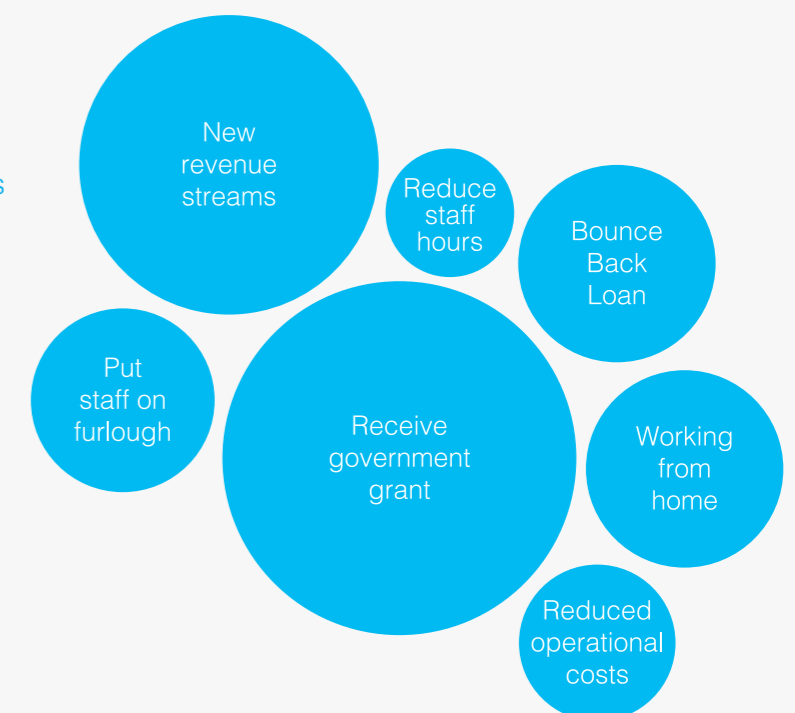 New
revenue
streams
Reduce
staff
hours
Bounce
Back
Loan
Put
staff on
furlough
Receive
government
grant
Working
from
home
Reduced
operational
costs